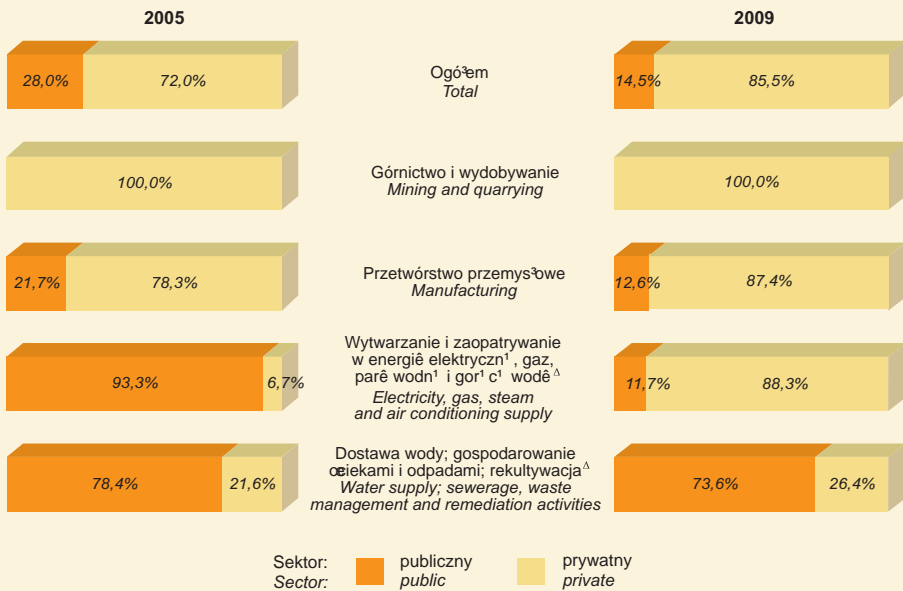 2005
2009
28,0%
72,0%
Ogó³em
Total
14,5%
85,5%
100,0%
Górnictwo i wydobywanie
Mining and quarrying
100,0%
21,7%
78,3%
Przetwórstwo przemys³owe
Manufacturing
12,6%
87,4%
93,3%
6,7%
Wytwarzanie i zaopatrywanie
w energiê elektryczn¹ , gaz,
parê wodn¹ i gor¹ c¹ wodê Δ
Electricity, gas, steam
and air conditioning supply
11,7%
88,3%
78,4%
21,6%
Dostawa wody; gospodarowanie
ciekami i odpadami; rekultywacja Δ
Water supply; sewerage, waste
management and remediation activities
73,6%
26,4%
Sektor:
Sector:
publiczny
public
prywatny
private